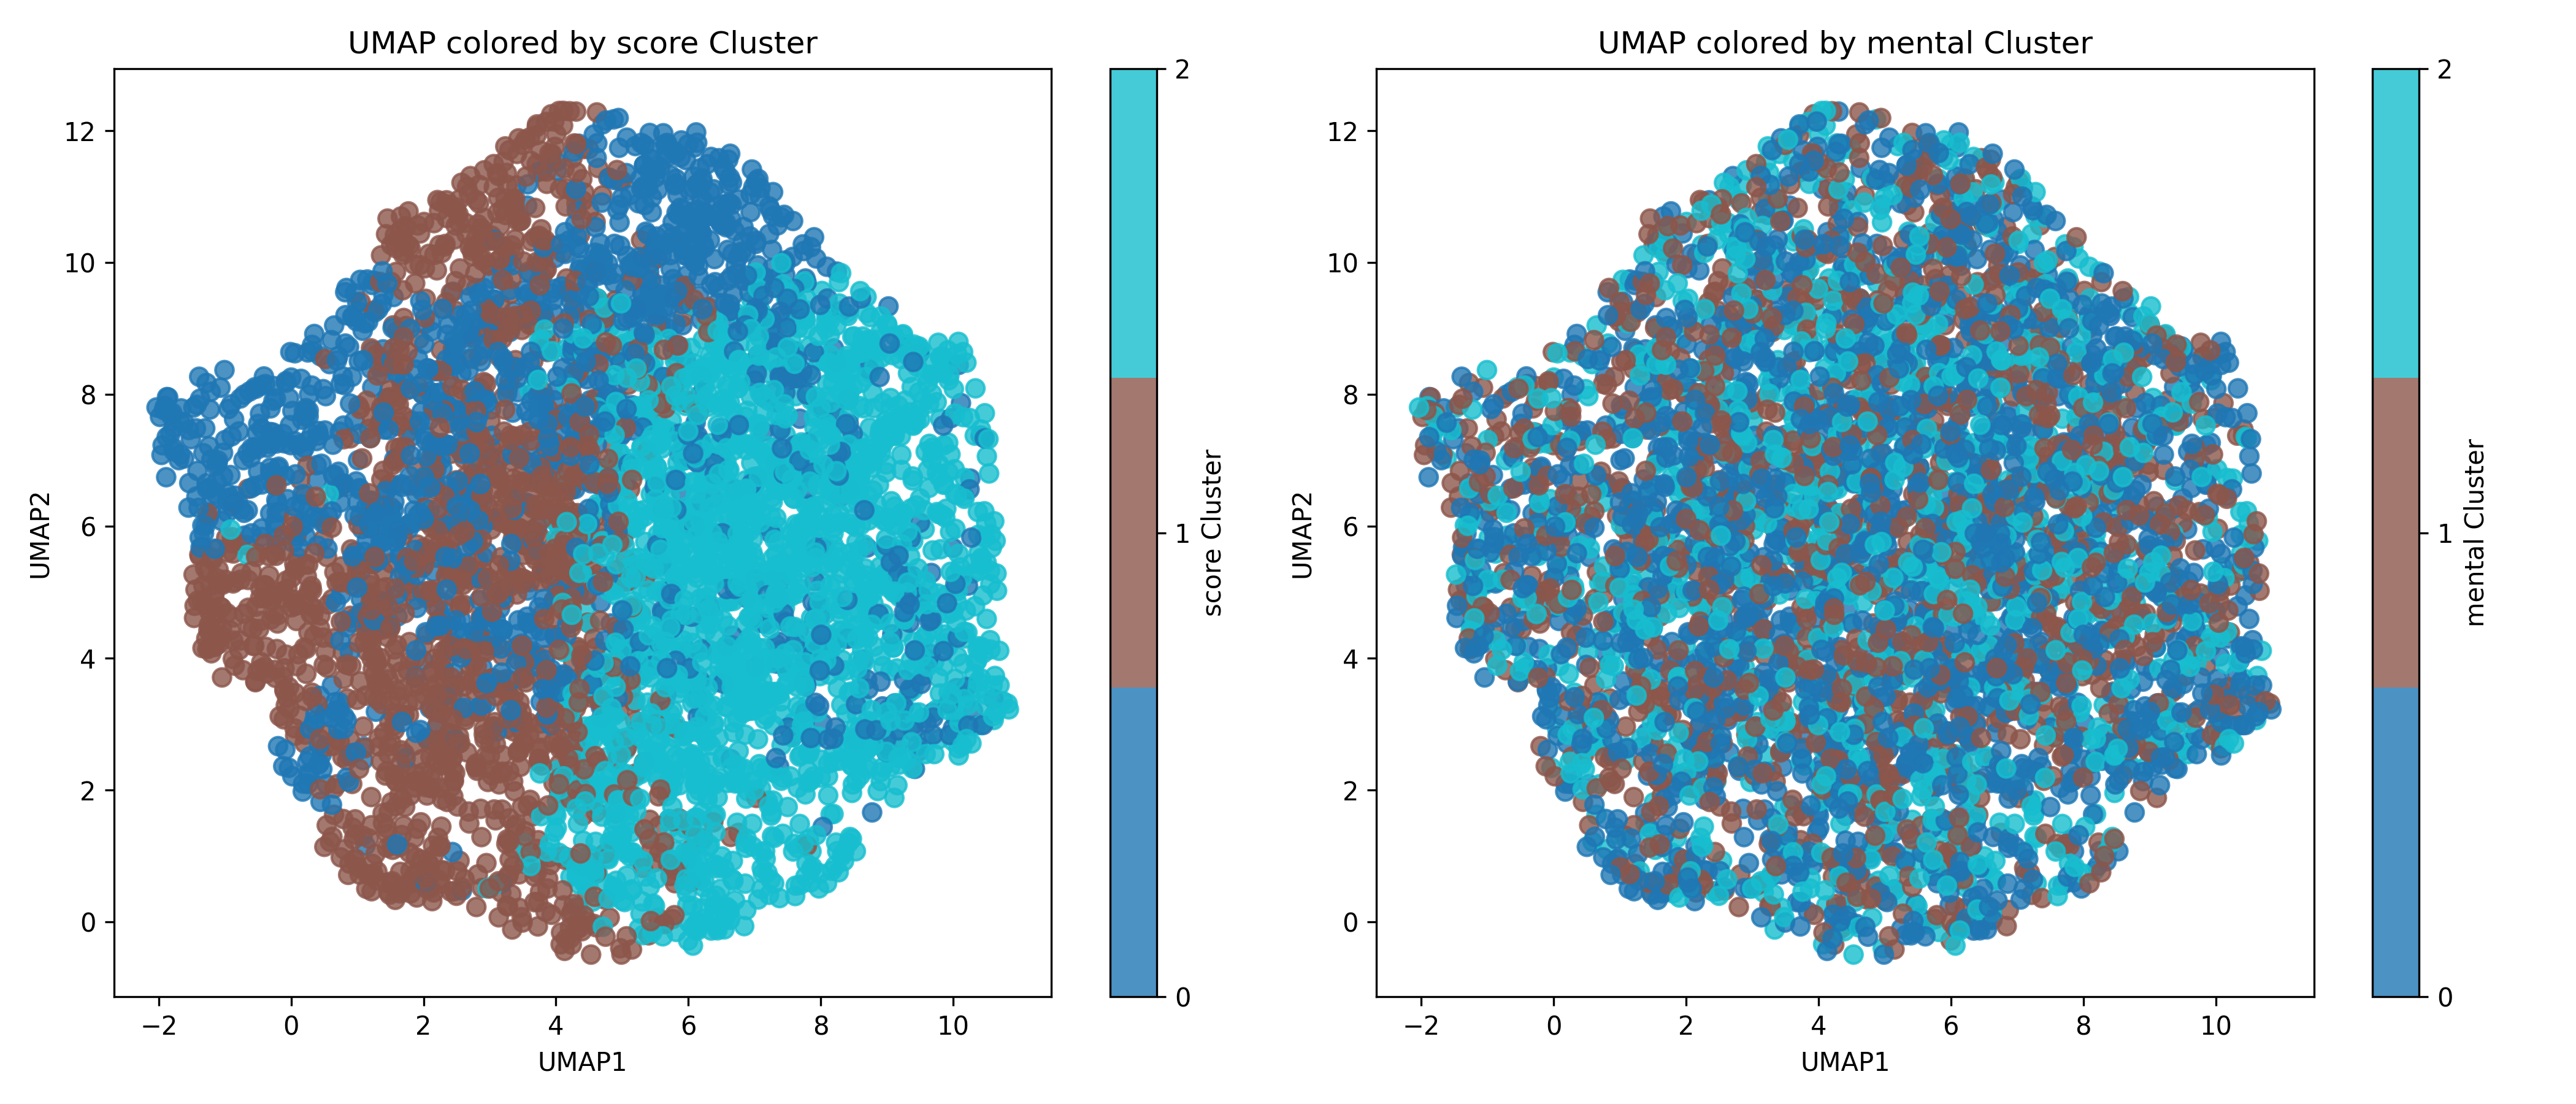 UMAP colored by score Cluster
12
10
8
6
4
2
0
UMAP2
−2 0 2 4 6 8 10
UMAP1
2
1
0
score Cluster
UMAP colored by mental Cluster
12
10
8
6
4
2
0
UMAP2
−2 0 2 4 6 8 10
UMAP1
2
1
0
mental Cluster